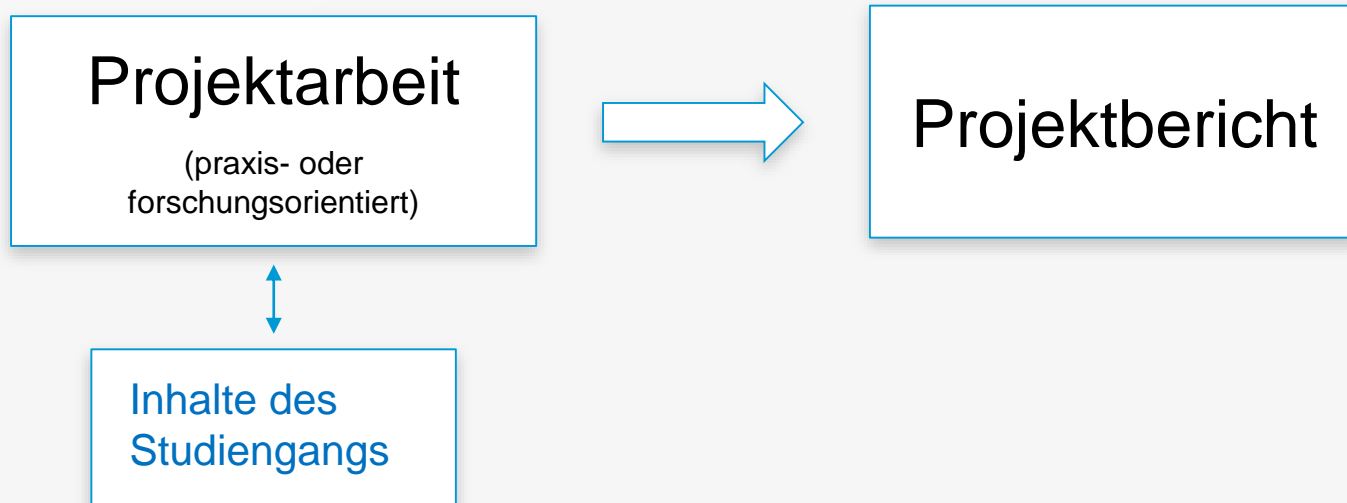 Projektarbeit
(praxis- oder
forschungsorientiert)
Projektbericht
Inhalte des
Studiengangs